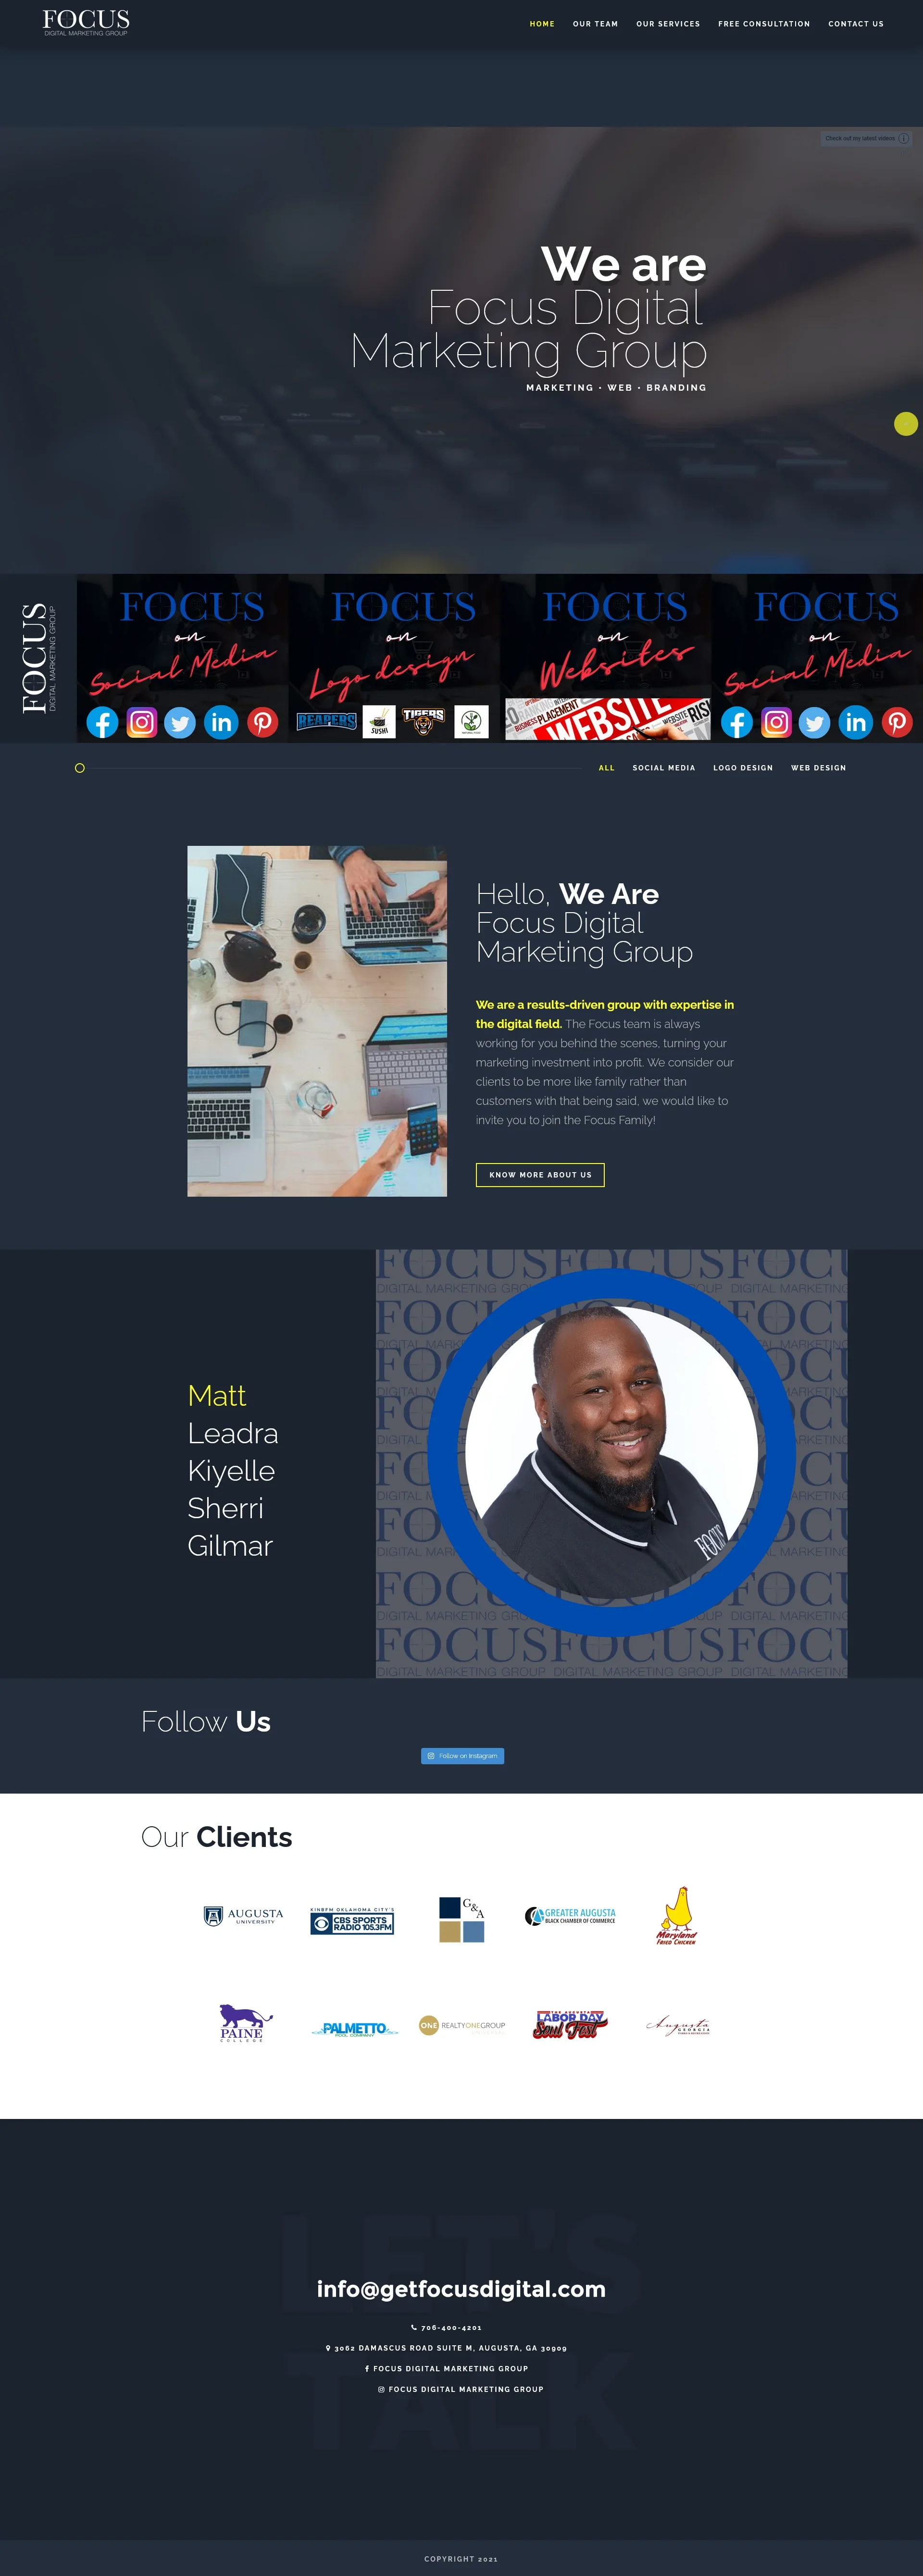 FOCUS
DIGITAL MARKETING GROUP
HOME
OUR TEAM
OUR SERVICES
FREE CONSULTATION
CONTACT US
Check out my latest videos
We are
Focus Digital
Marketing Group
MARKETING • WEB • BRANDING
FOCUS
DIGITAL MARKETING GROUP
FOCUS
on
Social Media
FOCUS
on
Logo design
REAPERS
SUSHI
TIGERS
FOCUS
on
Websites
BUSINESS PLACEMENT
WEBSITE
WEBSITE
FOCUS
on
Social Media
ALL
SOCIAL MEDIA
LOGO DESIGN
WEB DESIGN
Hello, We Are
Focus Digital
Marketing Group
We are a results-driven group with expertise in
the digital field. The Focus team is always
working for you behind the scenes, turning your
marketing investment into profit. We consider our
clients to be more like family rather than
customers with that being said, we would like to
invite you to join the Focus Family!
KNOW MORE ABOUT US
Matt
Leadra
Kiyelle
Sherri
Gilmar
FOCUS
DIGITAL MARKETING GROUP
FOCUS
Follow Us
Follow on Instagram
Our Clients
AUGUSTA
UNIVERSITY
KINBFM OKLAHOMA CITY'S
CBS SPORTS
RADIO 105.3FM
G&A
GREATER AUGUSTA
BLACK CHAMBER OF COMMERCE
Maryland
FRIED CHICKEN
PAINE
COLLEGE
PALMETTO
POOL COMPANY
ONE REALTYONEGROUP
THE AUGUSTA
LABOR DAY
Soul Fest
Augusta
GEORGIA
LET'S
TALK
info@getfocusdigital.com
706-400-4201
3062 DAMASCUS ROAD SUITE M, AUGUSTA, GA 30909
FOCUS DIGITAL MARKETING GROUP
FOCUS DIGITAL MARKETING GROUP
COPYRIGHT 2021